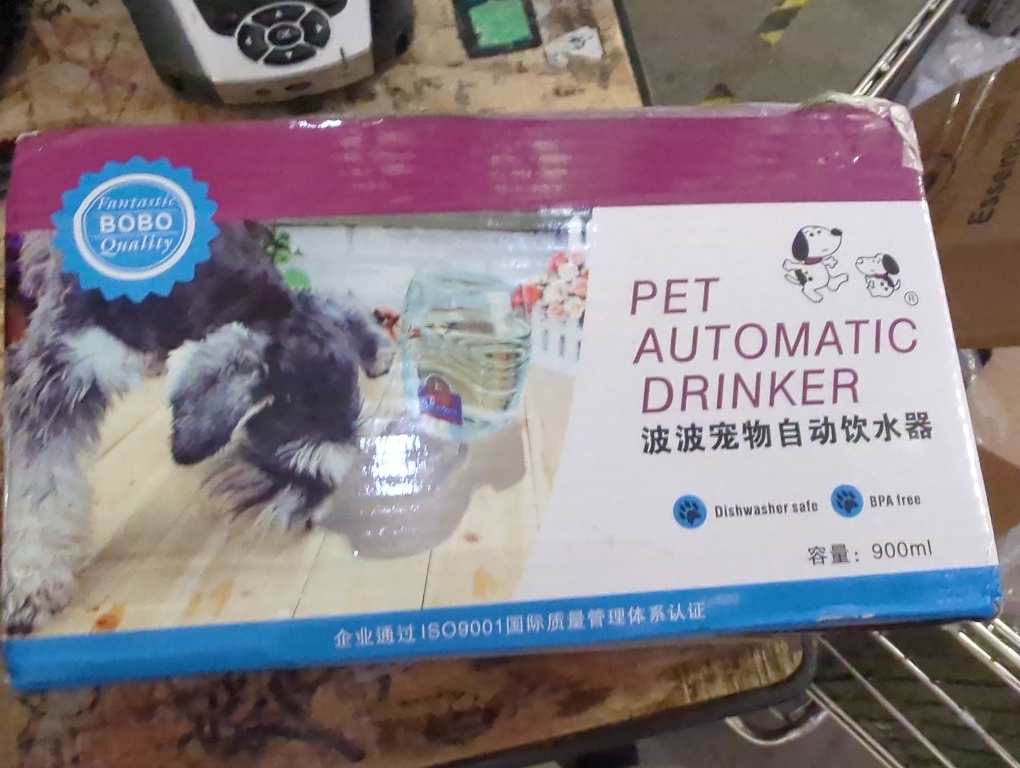 Fantastic
BOBO
Quality
®
PET
AUTOMATIC
DRINKER
波波宠物自动饮水器
Dishwasher safe
BPA free
容量：900ml
企业通过ISO9001国际质量管理体系认证